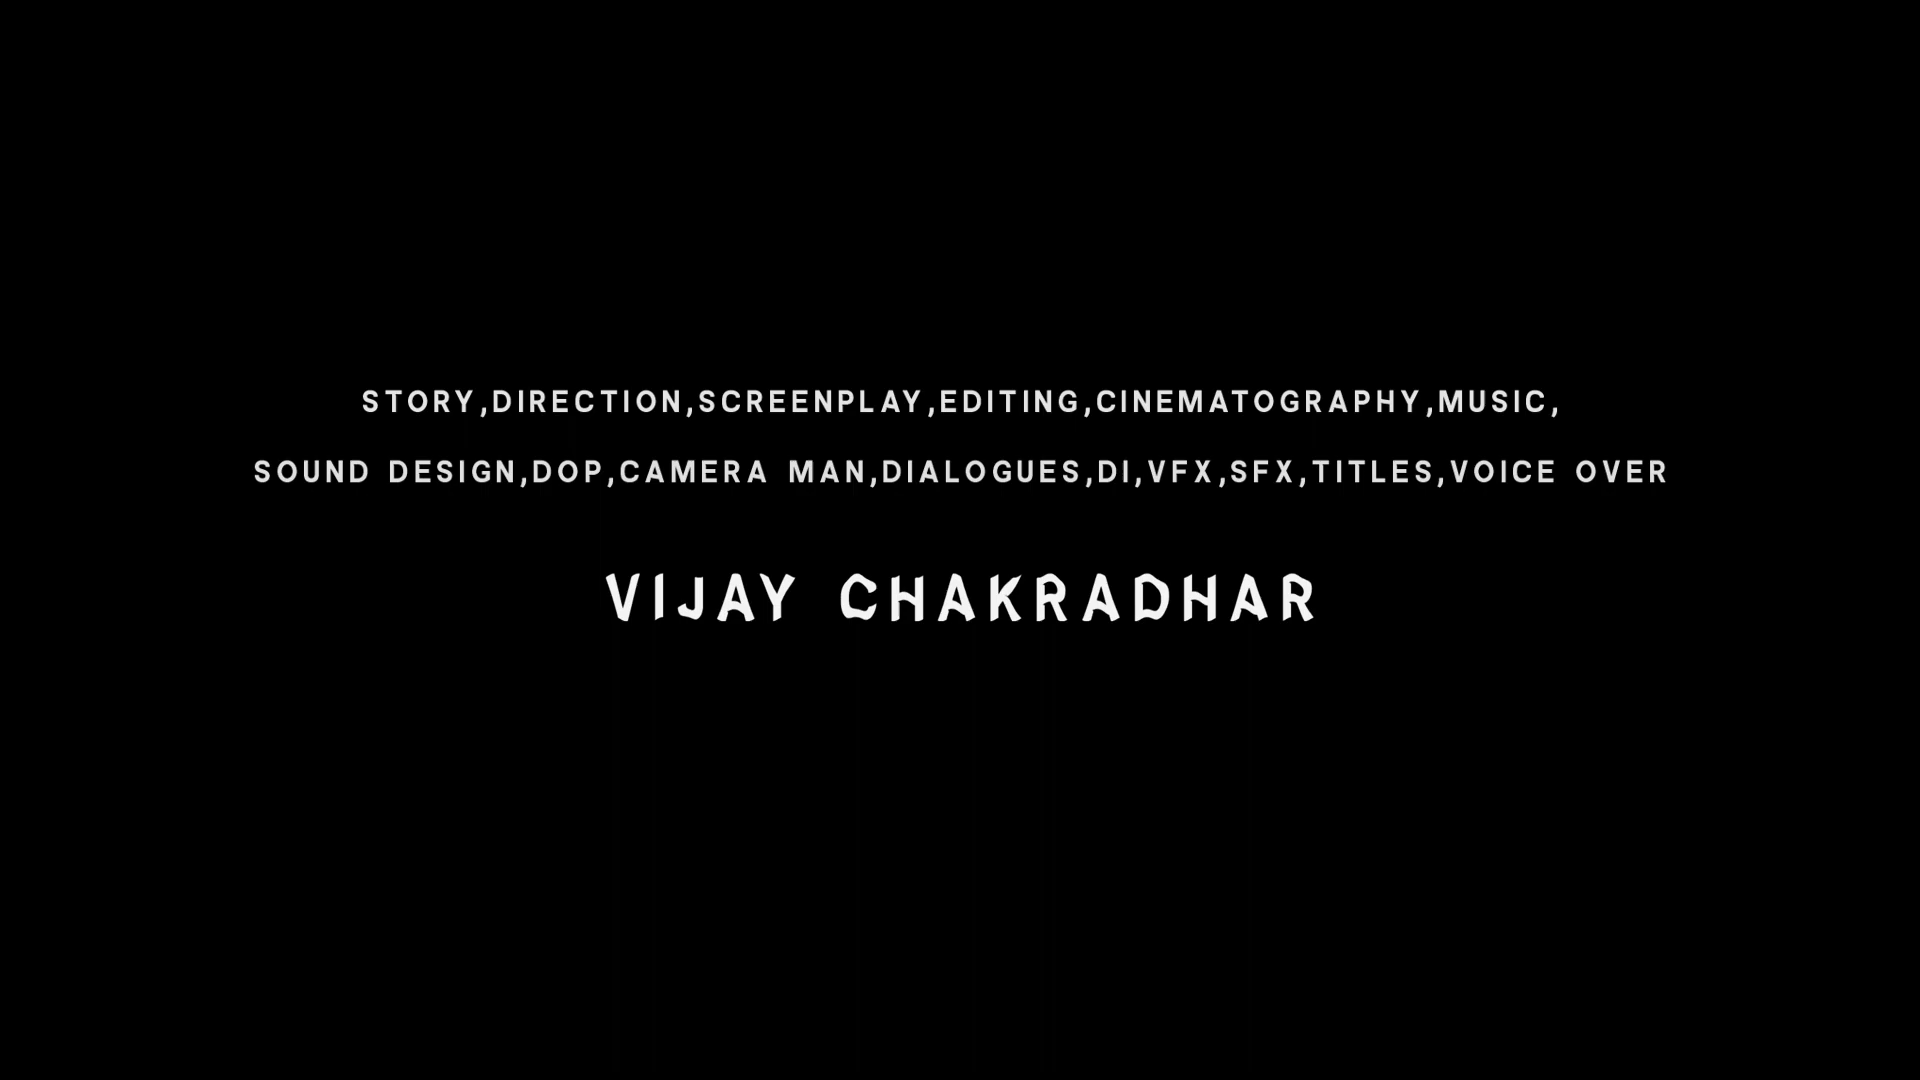 STORY,DIRECTION,SCREENPLAY,EDITING,CINEMATOGRAPHY,MUSIC,
SOUND DESIGN,DOP,CAMERA MAN,DIALOGUES,DI,VFX,SFX,TITLES,VOICE OVER
VIJAY CHAKRADHAR